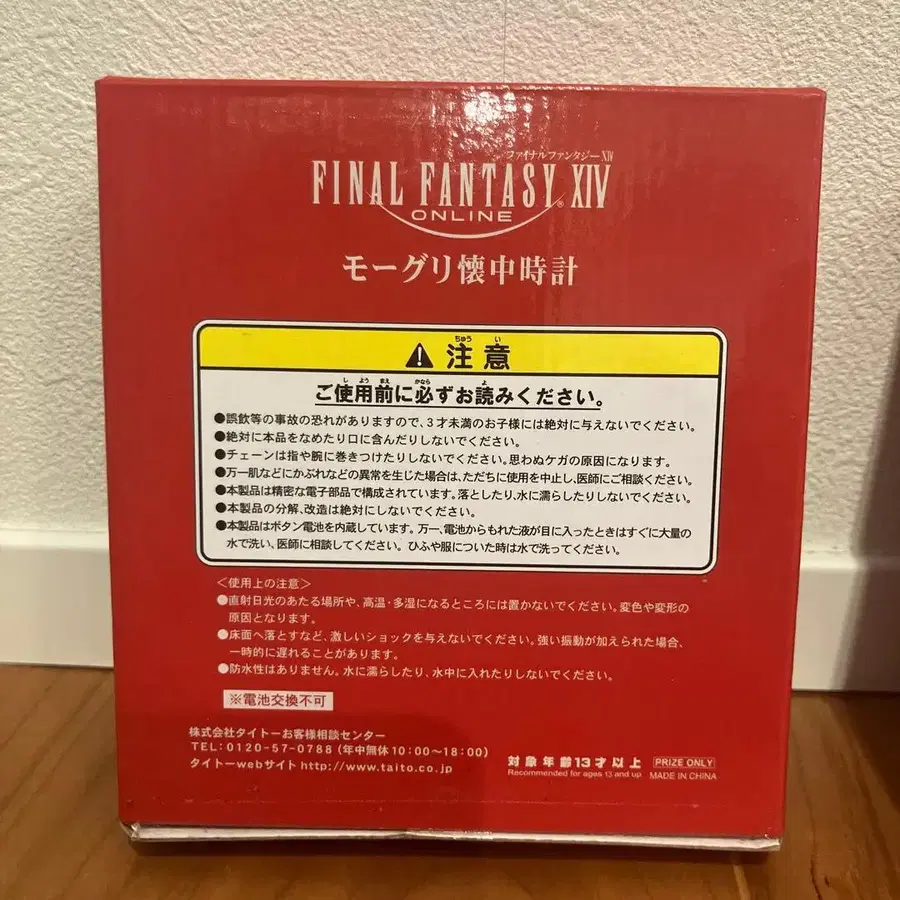 ファイナルファンタジーXIV
FINAL FANTASY® XIV
ONLINE
モーグリ懐中時計
ちゅう い
⚠注意
し よう まえ かなら よ
ご使用前に必ずお読みください。
●誤飲等の事故の恐れがありますので、3才未満のお子様には絶対に与えないでください。
●絶対に本品をなめたり口に含んだりしないでください。
●チェーンは指や腕に巻きつけたりしないでください。思わぬケガの原因になります。
●万一肌などにかぶれなどの異常を生じた場合は、ただちに使用を中止し、医師にご相談ください。
●本製品は精密な電子部品で構成されています。落としたり、水に濡らしたりしないでください。
●本製品の分解、改造は絶対にしないでください。
●本製品はボタン電池を内蔵しています。万一、電池からもれた液が目に入ったときはすぐに大量の
水で洗い、医師に相談してください。ひふや服についた時は水で洗ってください。
＜使用上の注意＞
●直射日光のあたる場所や、高温・多湿になるところには置かないでください。変色や変形の
原因となります。
●床面へ落とすなど、激しいショックを与えないでください。強い振動が加えられた場合、
一時的に遅れることがあります。
●防水性はありません。水に濡らしたり、水中に入れたりしないでください。
※電池交換不可
株式会社タイトーお客様相談センター
TEL:0120-57-0788(年中無休10:00～18:00)
タイトーwebサイト http://www.taito.co.jp
対象年齢13才以上
Recommended for ages 13 and up
PRIZE ONLY
MADE IN CHINA